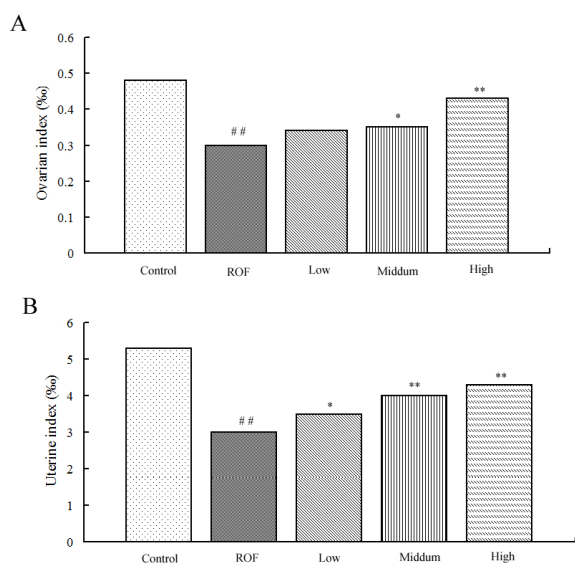 A
Ovarian index (‰)
0.6
0.5
0.4
0.3
0.2
0.1
0
# #
*
**
Control
ROF
Low
Middum
High
B
Uterine index (‰)
6
5
4
3
2
1
0
# #
*
**
**
Control
ROF
Low
Middum
High